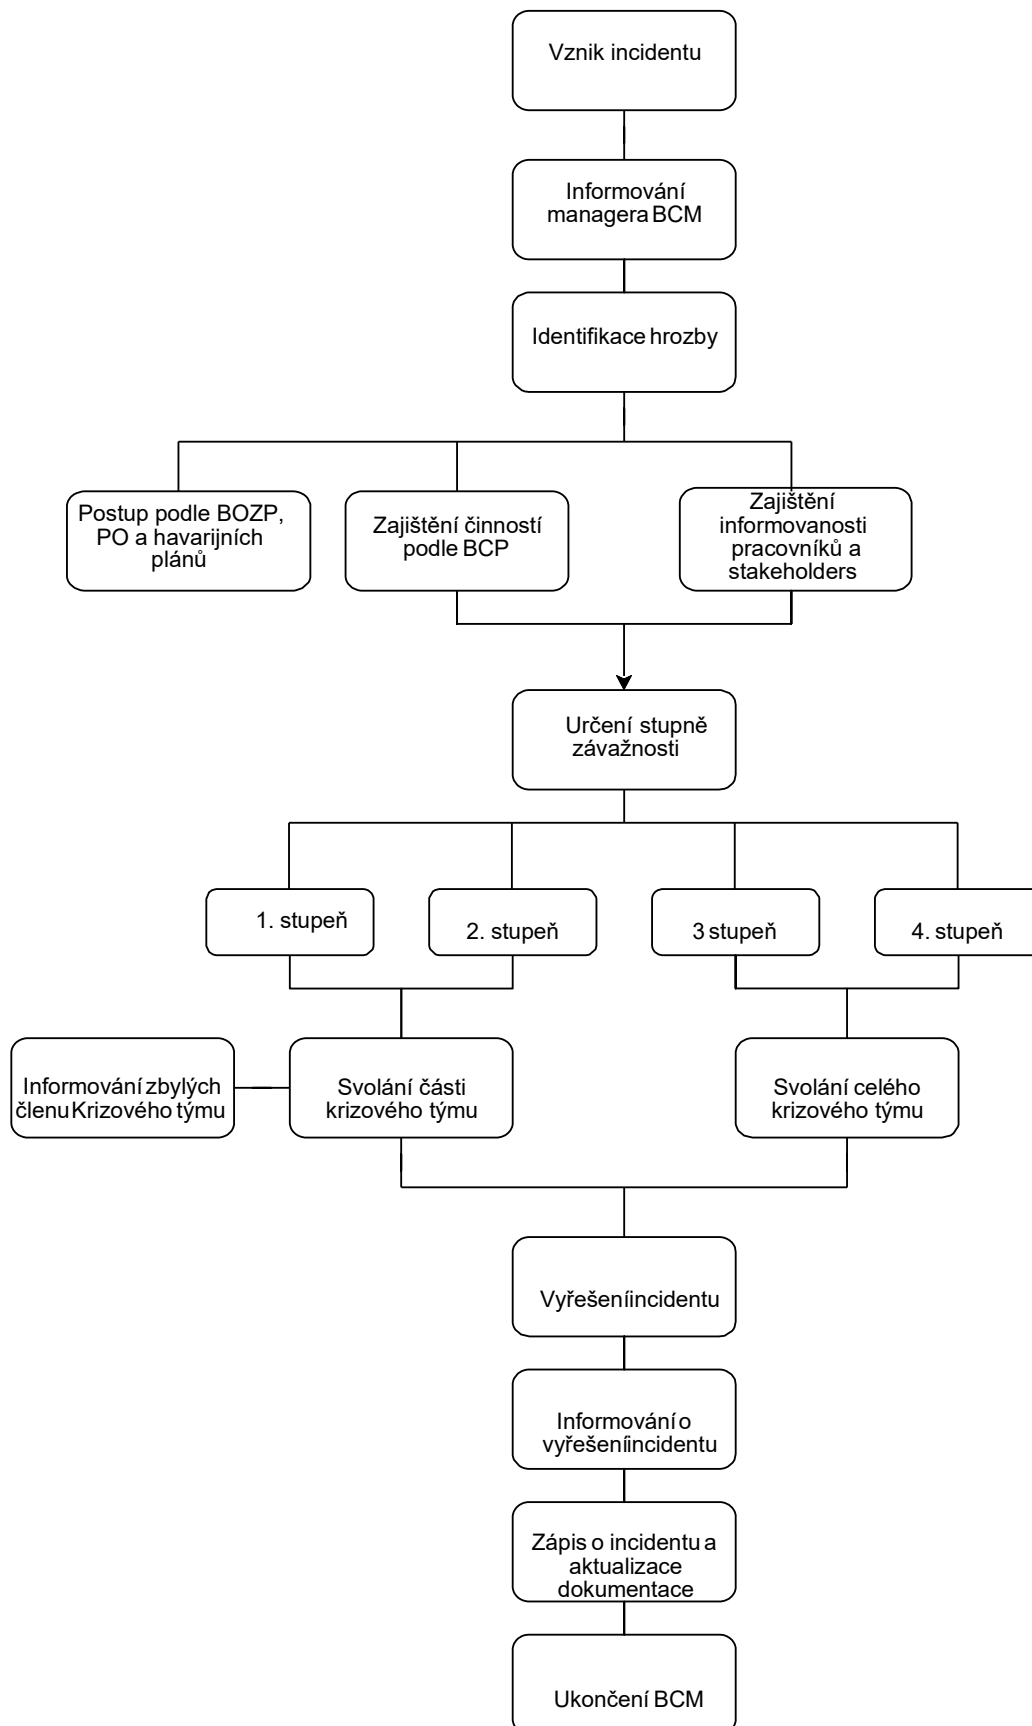 Vznik incidentu
Informování
managera BCM
Identifikace hrozby
Postup podle BOZP,
PO a havarijních
plánů
Zajištění činností
podle BCP
Zajištění
informovanosti
pracovníků a
stakeholders
Určení stupně
závažnosti
1. stupeň
2. stupeň
3 stupeň
4. stupeň
Informování zbylých
členu Krizového týmu
Svolání části
krizového týmu
Svolání celého
krizového týmu
Vyřešení incidentu
Informování o
vyřešení incidentu
Zápis o incidentu a
aktualizace
dokumentace
Ukončení BCM